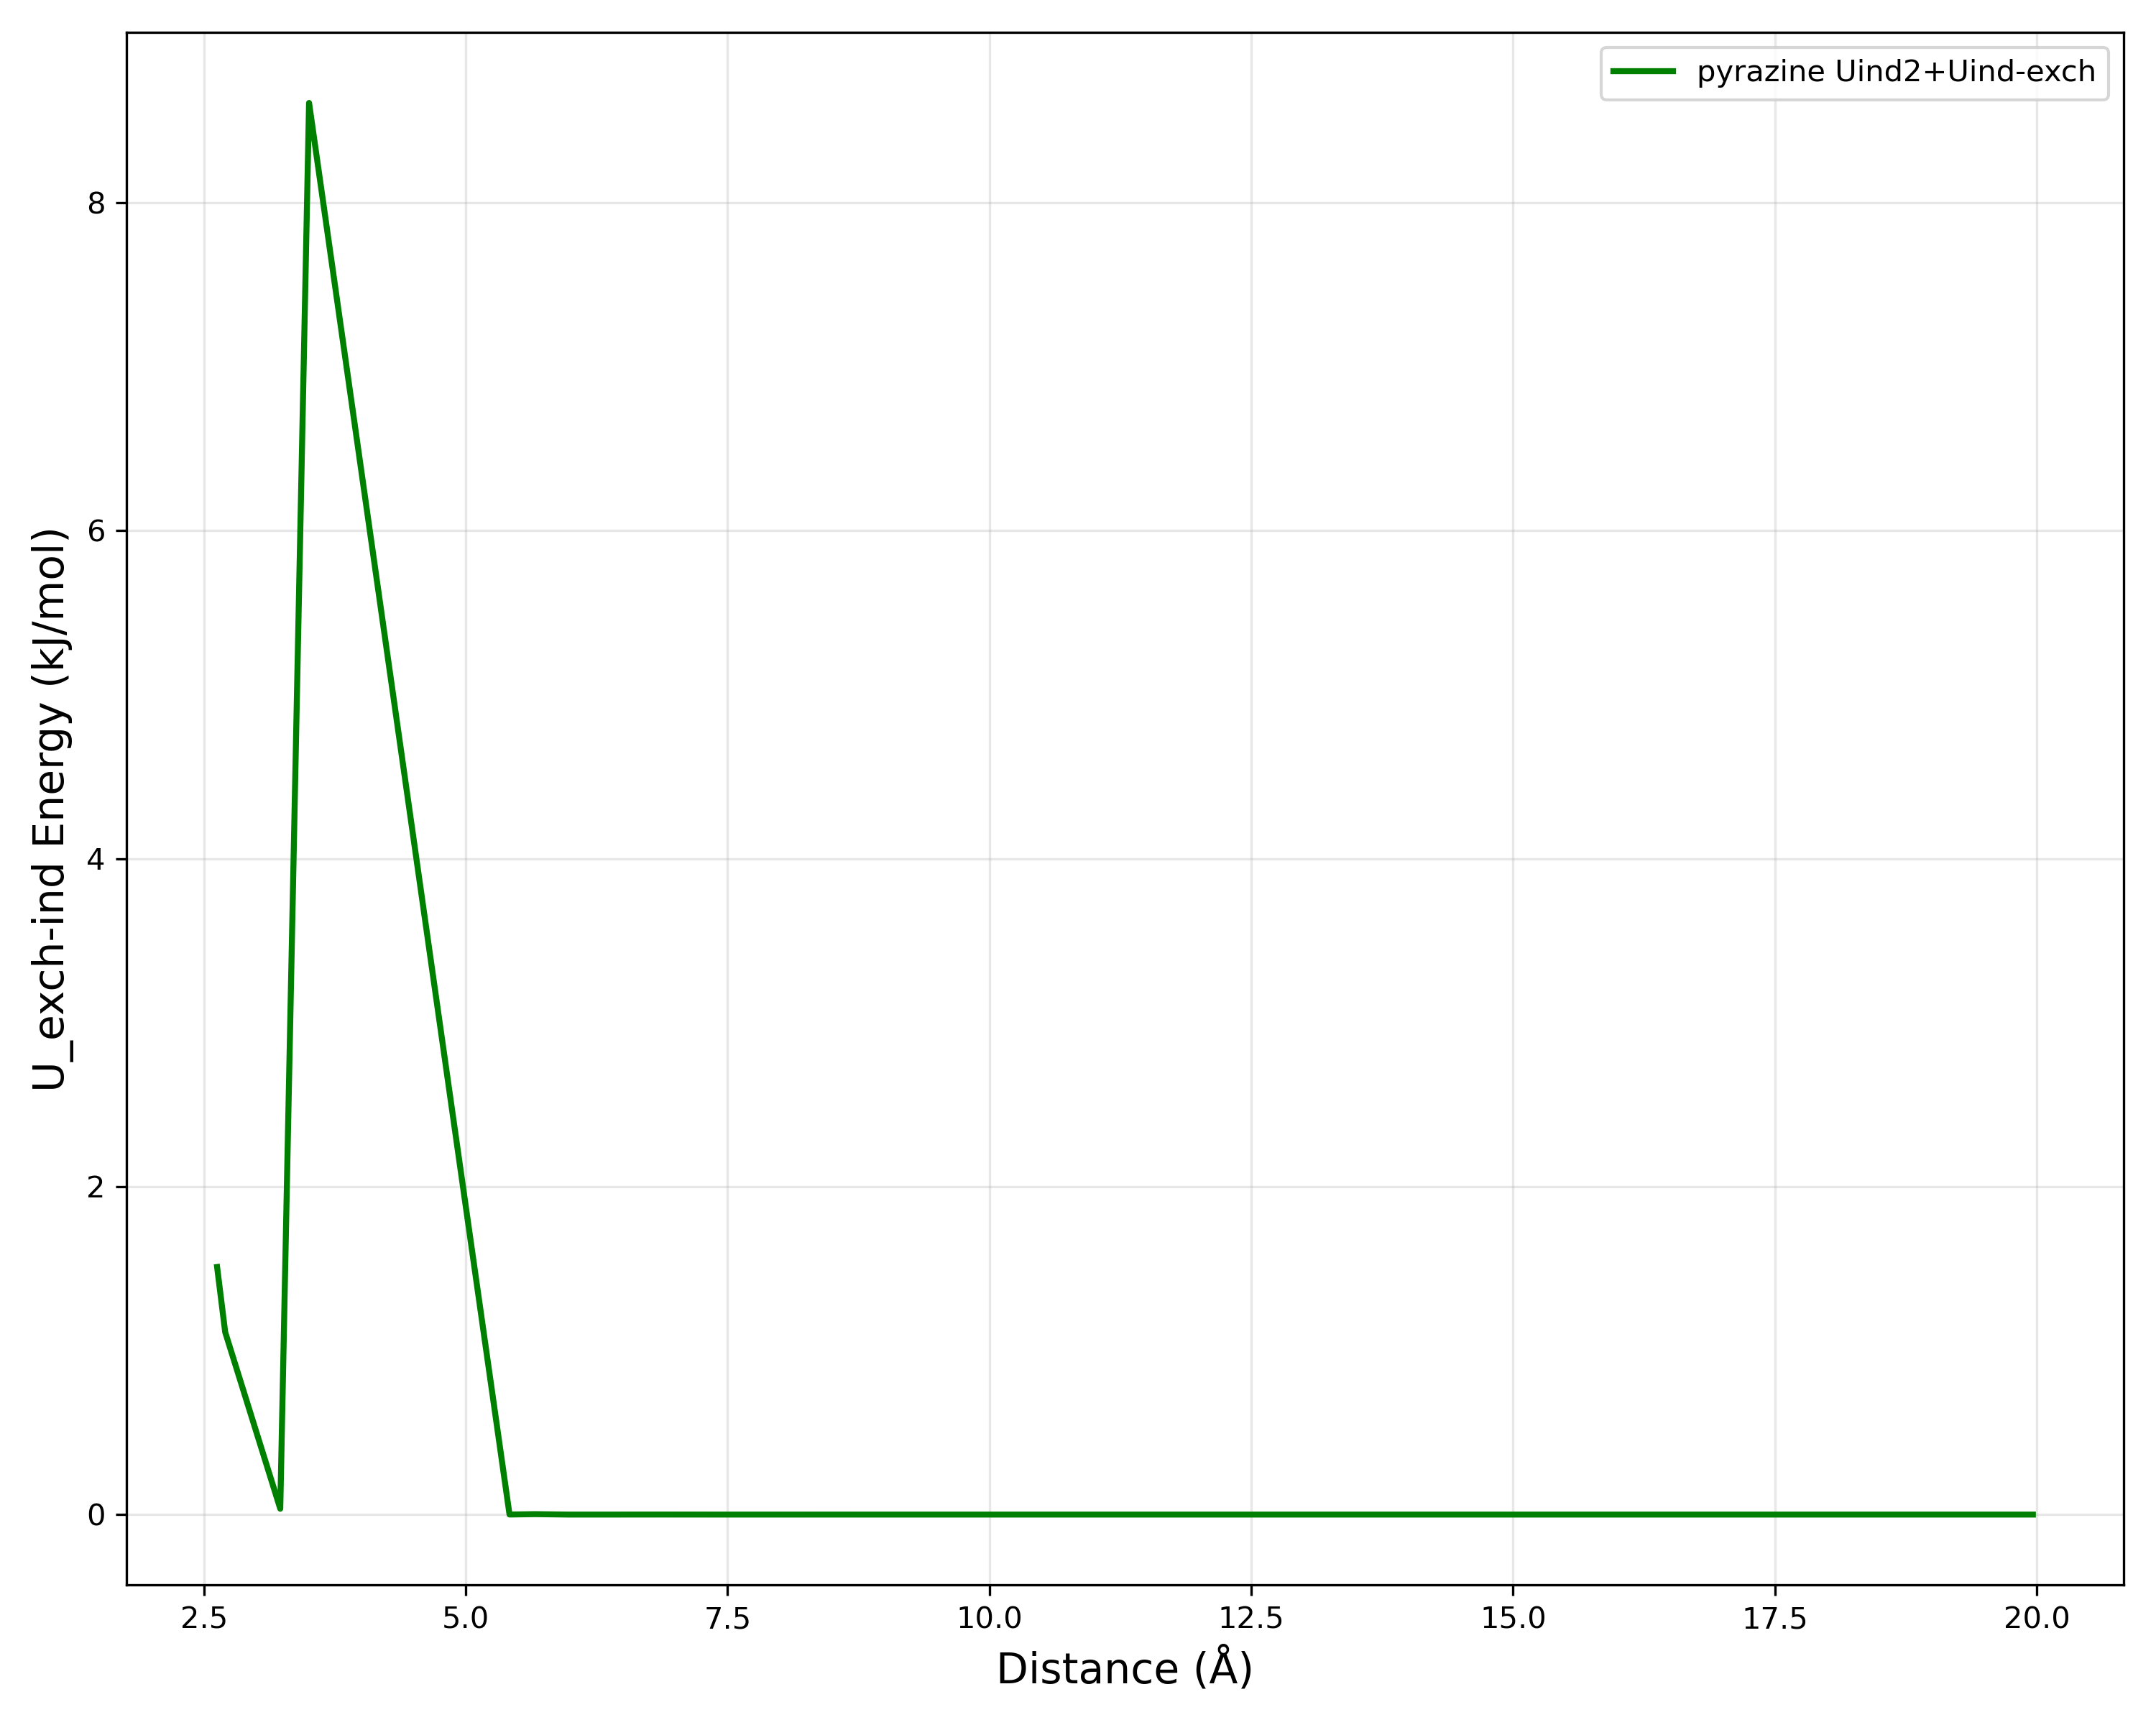 pyrazine Uind2+Uind-exch
U_exch-ind Energy (kJ/mol)
8
6
4
2
0
2.5 5.0 7.5 10.0 12.5 15.0 17.5 20.0
Distance (Å)